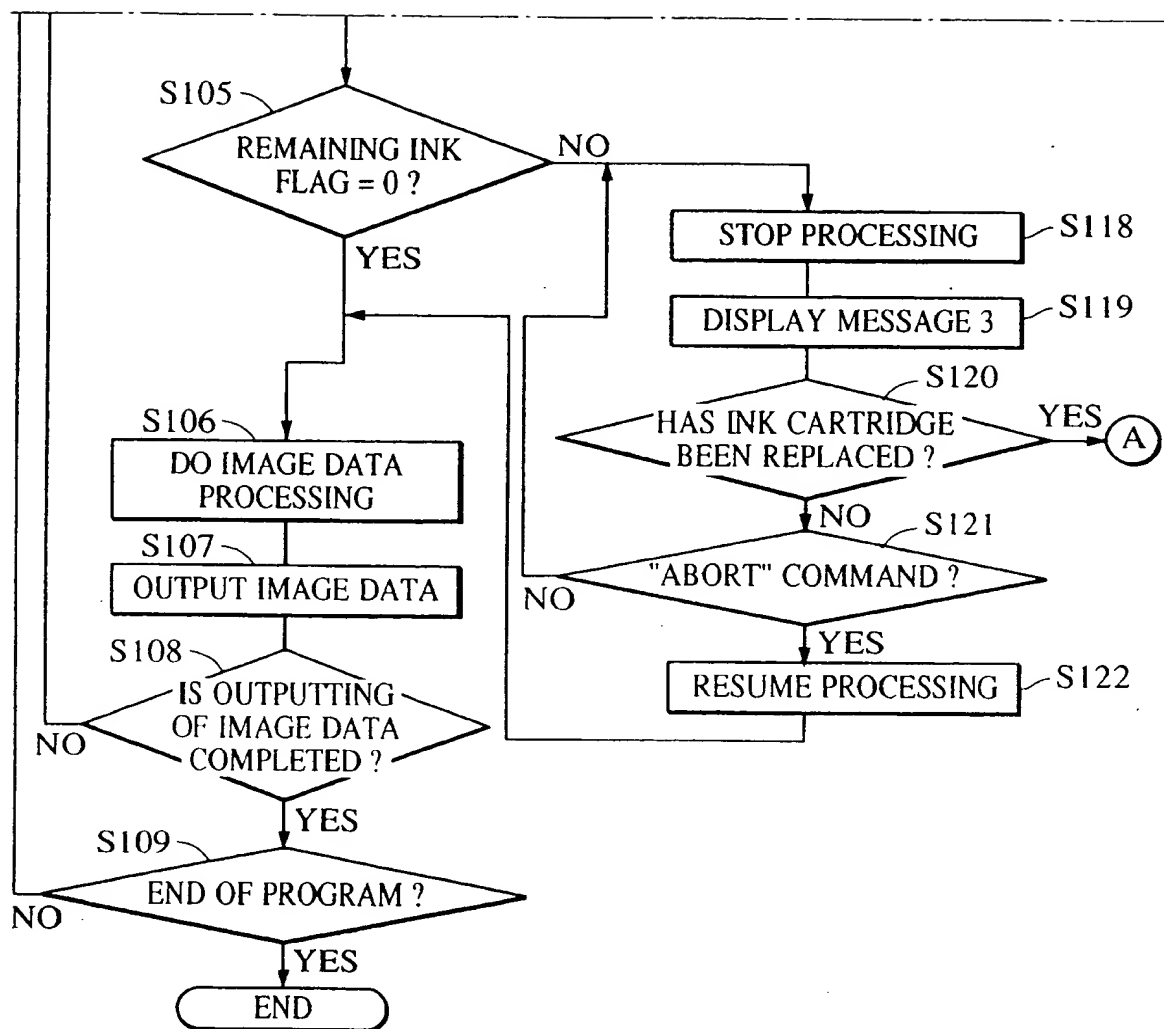 S105
REMAINING INK
FLAG = 0 ?
NO
YES
STOP PROCESSING
S118
DISPLAY MESSAGE 3
S119
S120
HAS INK CARTRIDGE
BEEN REPLACED ?
YES
A
NO
S121
"ABORT" COMMAND ?
NO
YES
RESUME PROCESSING
S122
S106
DO IMAGE DATA
PROCESSING
S107
OUTPUT IMAGE DATA
S108
IS OUTPUTTING
OF IMAGE DATA
COMPLETED ?
NO
YES
S109
END OF PROGRAM ?
NO
YES
END